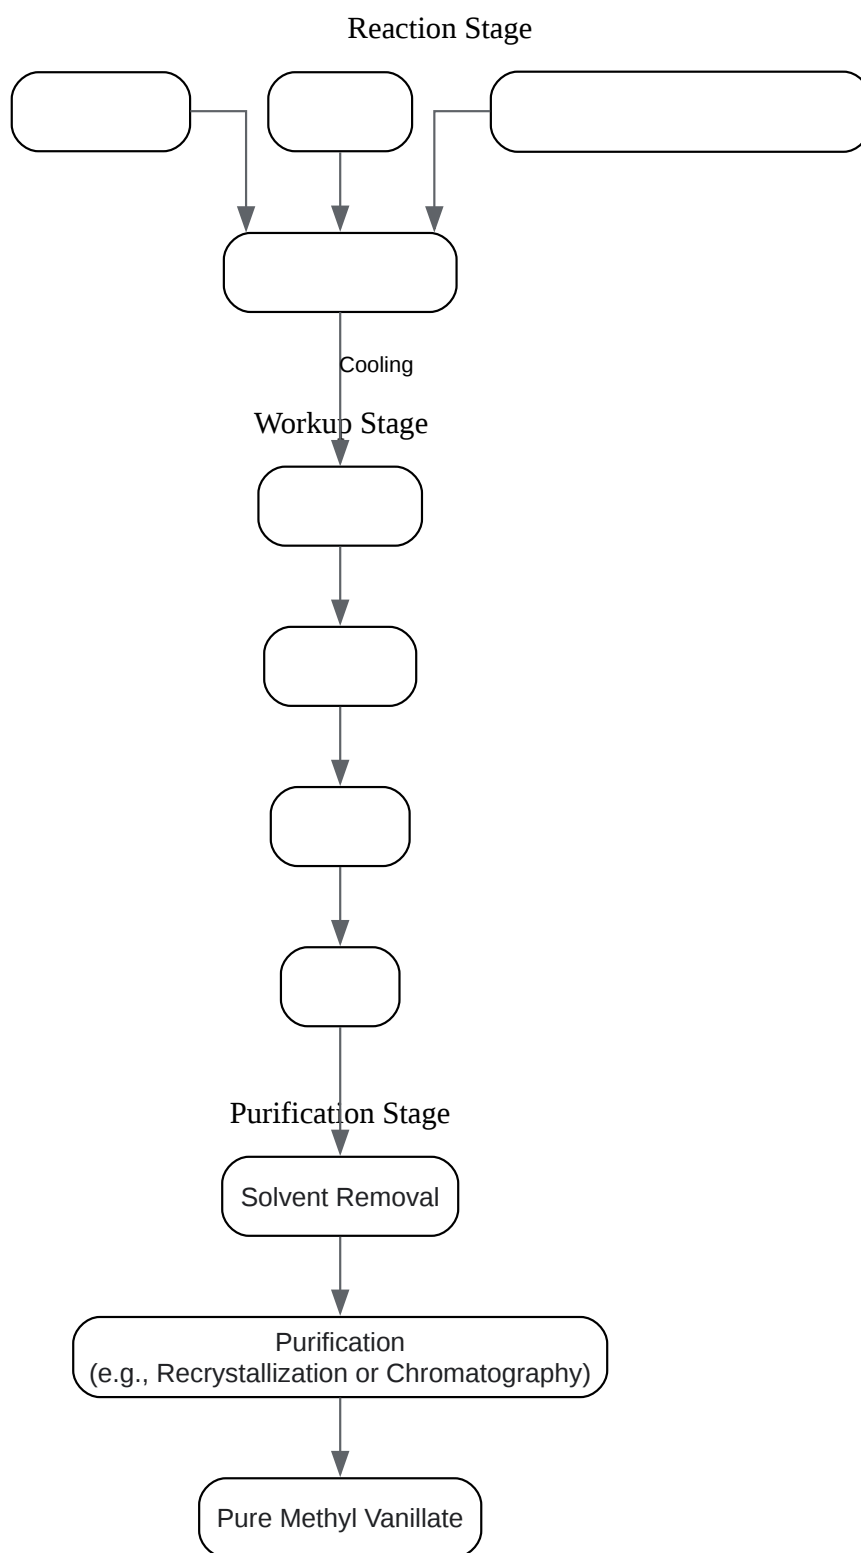 Reaction Stage
Cooling
Workup Stage
Purification Stage
Solvent Removal
Purification
(e.g., Recrystallization or Chromatography)
Pure Methyl Vanillate